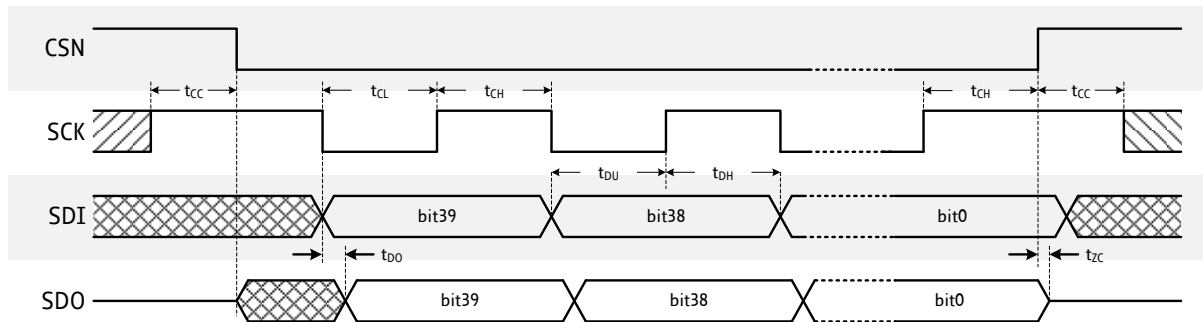 CSN
tCC
tCL
tCH
tCH
tCC
SCK
tDU
tDH
SDI
bit39
bit38
bit0
tDO
tZC
SDO
bit39
bit38
bit0